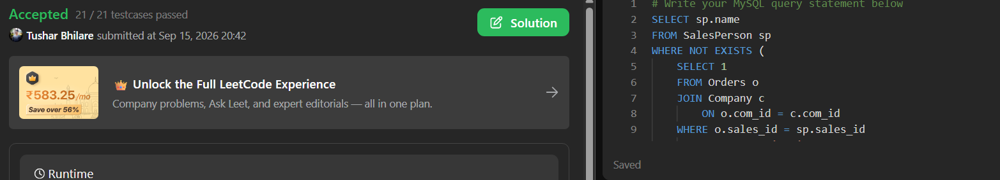 Accepted 21 / 21 testcases passed
Tushar Bhilare submitted at Sep 15, 2026 20:42
Solution
₹583.25/mo
Save over 56%
Unlock the Full LeetCode Experience
Company problems, Ask Leet, and expert editorials — all in one plan.
Runtime
1 # Write your MySQL query statement below
2 SELECT sp.name
3 FROM SalesPerson sp
4 WHERE NOT EXISTS (
5 SELECT 1
6 FROM Orders o
7 JOIN Company c
8 ON o.com_id = c.com_id
9 WHERE o.sales_id = sp.sales_id
Saved